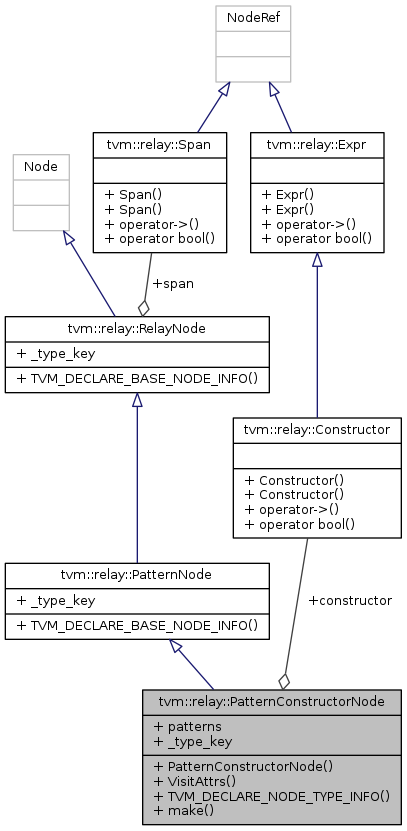 NodeRef
tvm::relay::Span
+ Span()
+ Span()
+ operator->()
+ operator bool()
tvm::relay::Expr
+ Expr()
+ Expr()
+ operator->()
+ operator bool()
Node
+span
tvm::relay::RelayNode
+ _type_key
+ TVM_DECLARE_BASE_NODE_INFO()
tvm::relay::Constructor
+ Constructor()
+ Constructor()
+ operator->()
+ operator bool()
tvm::relay::PatternNode
+ _type_key
+ TVM_DECLARE_BASE_NODE_INFO()
+constructor
tvm::relay::PatternConstructorNode
+ patterns
+ _type_key
+ PatternConstructorNode()
+ VisitAttrs()
+ TVM_DECLARE_NODE_TYPE_INFO()
+ make()